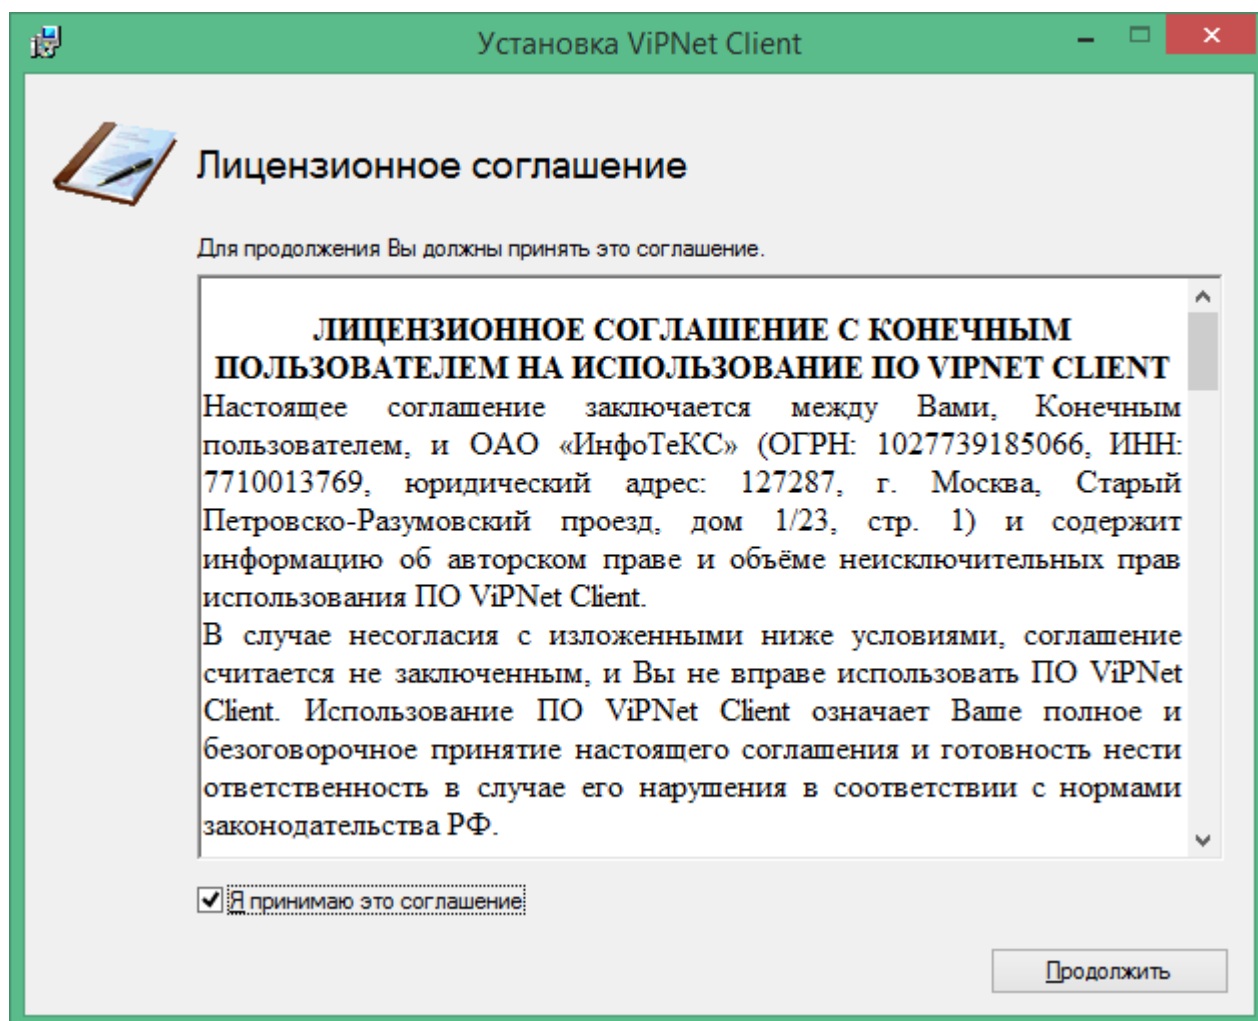 Установка ViPNet Client
Лицензионное соглашение
Для продолжения Вы должны принять это соглашение.
ЛИЦЕНЗИОННОЕ СОГЛАШЕНИЕ С КОНЕЧНЫМ
ПОЛЬЗОВАТЕЛЕМ НА ИСПОЛЬЗОВАНИЕ ПО VIPNET CLIENT
Настоящее соглашение заключается между Вами, Конечным
пользователем, и ОАО «ИнфоТеКС» (ОГРН: 1027739185066, ИНН:
7710013769, юридический адрес: 127287, г. Москва, Старый
Петровско-Разумовский проезд, дом 1/23, стр. 1) и содержит
информацию об авторском праве и объёме неисключительных прав
использования ПО ViPNet Client.
В случае несогласия с изложенными ниже условиями, соглашение
считается не заключенным, и Вы не вправе использовать ПО ViPNet
Client. Использование ПО ViPNet Client означает Ваше полное и
безоговорочное принятие настоящего соглашения и готовность нести
ответственность в случае его нарушения в соответствии с нормами
законодательства РФ.
Я принимаю это соглашение
Продолжить